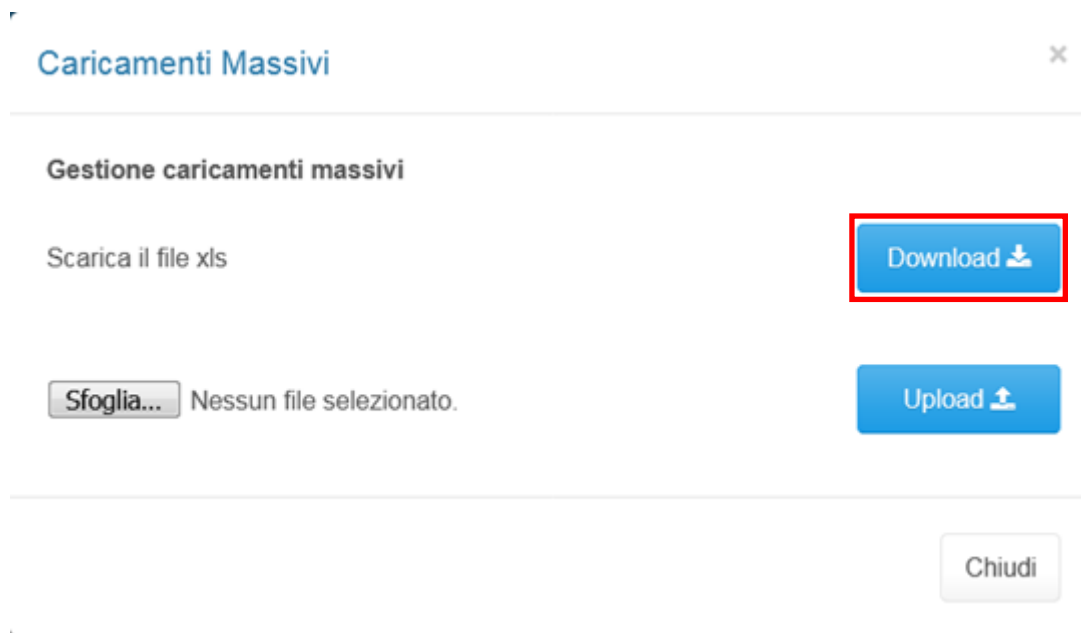 Caricamenti Massivi ×
Gestione caricamenti massivi
Scarica il file xls Download
Sfoglia... Nessun file selezionato. Upload
Chiudi